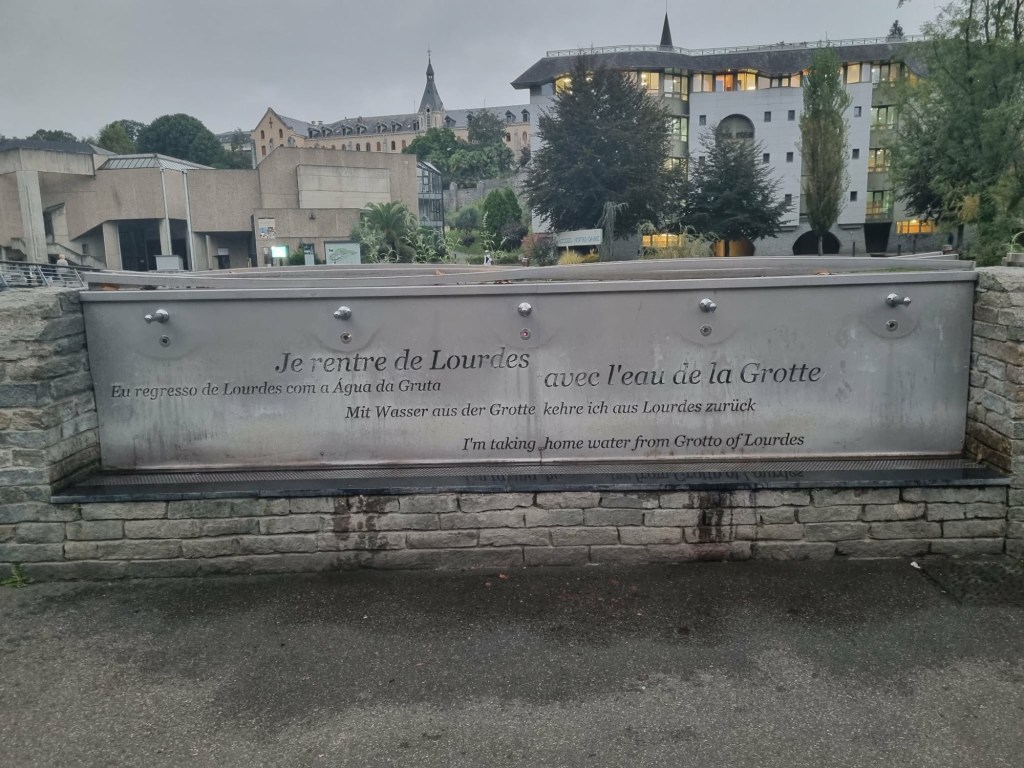 Je rentre de Lourdes
avec l'eau de la Grotte
Eu regresso de Lourdes com a Água da Gruta
Mit Wasser aus der Grotte kehre ich aus Lourdes zurück
I'm taking home water from Grotto of Lourdes